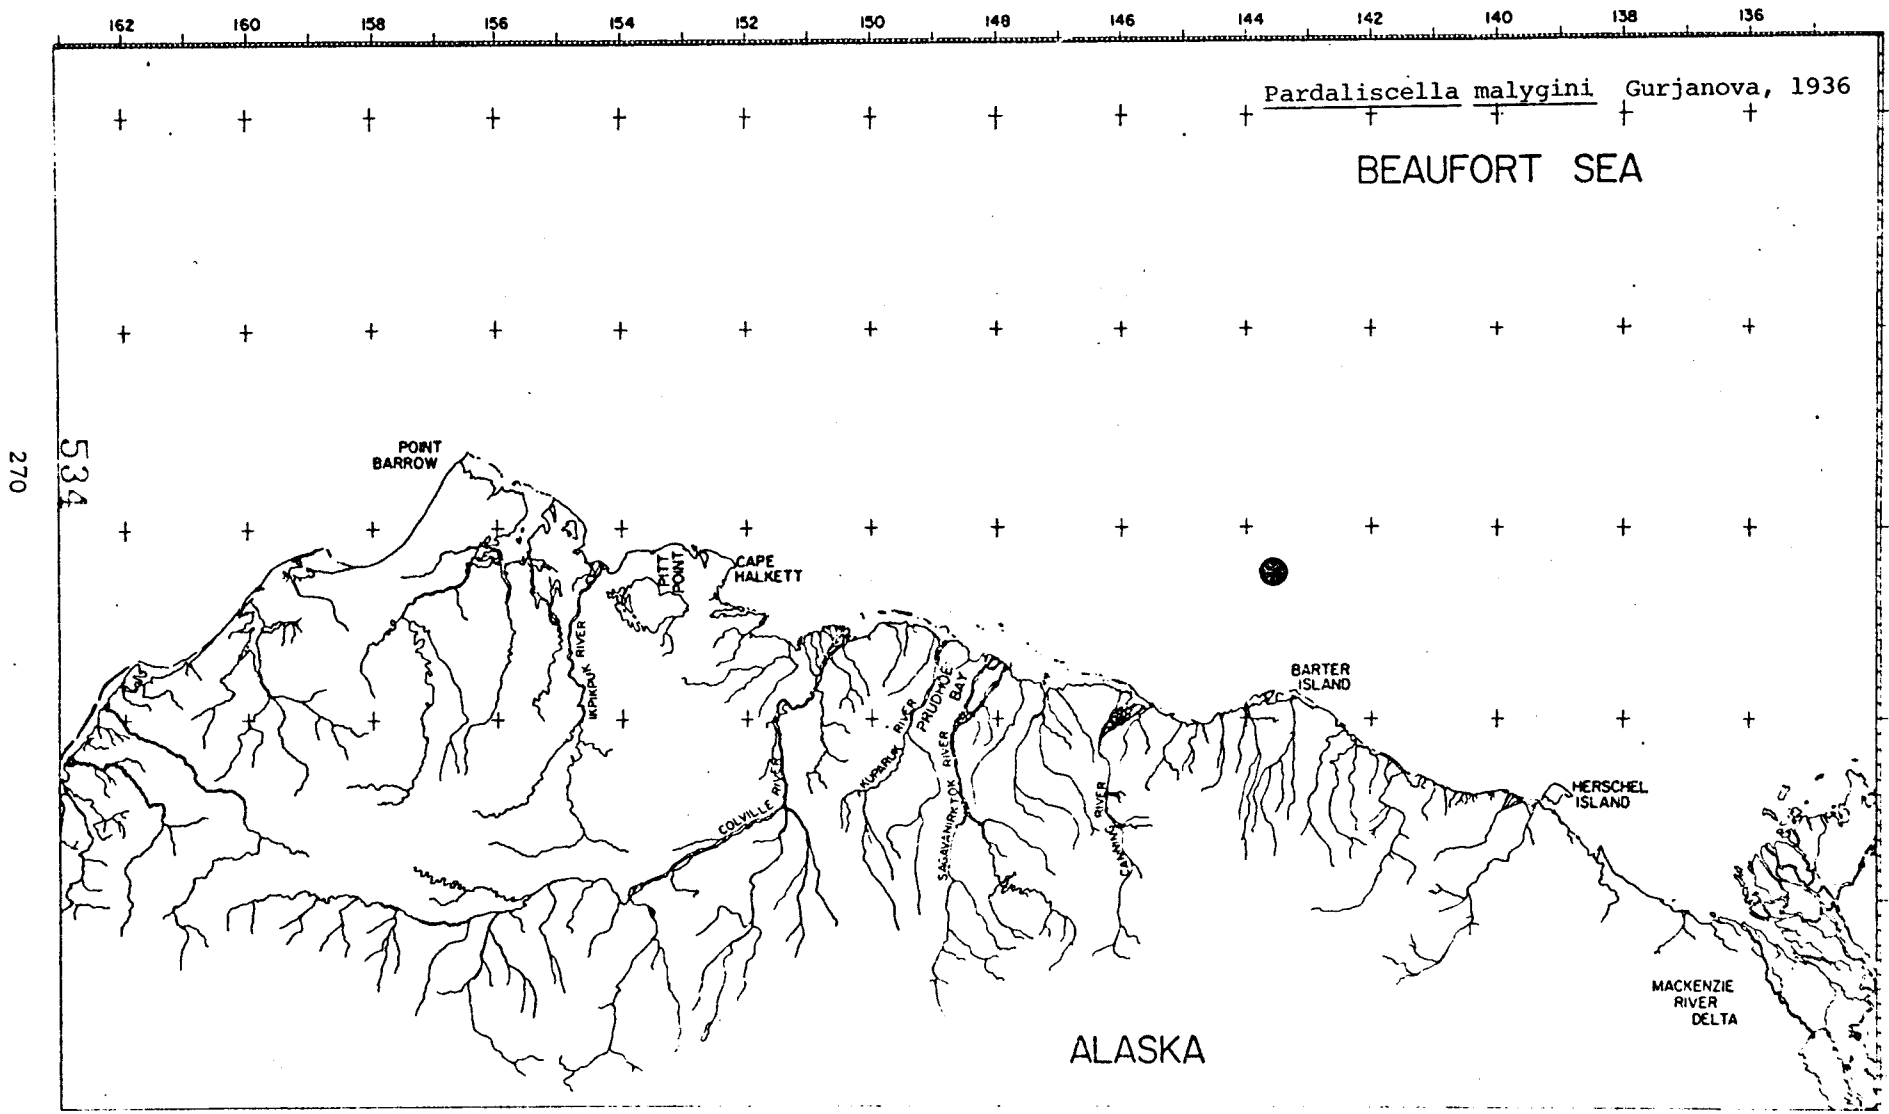 162 160 158 156 154 152 150 148 146 144 142 140 138 136
Pardaliscella malygini Gurjanova, 1936
BEAUFORT SEA
POINT
BARROW
534
270
PITT
POINT
CAPE
HALKETT
IKPIKPUK RIVER
COLVILLE RIVER
KUPARUK RIVER
PRUDHOE
BAY
SAGAVANIRKTOK RIVER
CANNING RIVER
BARTER
ISLAND
HERSCHEL
ISLAND
MACKENZIE
RIVER
DELTA
ALASKA